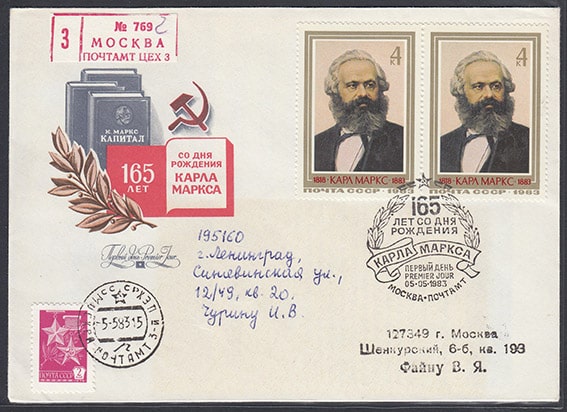 № 7692
3
МОСКВА
ПОЧТАМТ ЦЕХ 3
К. МАРКС
КАПИТАЛ
165
ЛЕТ
СО ДНЯ
РОЖДЕНИЯ
КАРЛА
МАРКСА
Первый день Premier Jour
4
К
1818 · КАРЛ МАРКС · 1883
ПОЧТА СССР · 1983
4
К
1818 · КАРЛ МАРКС · 1883
ПОЧТА СССР · 1983
165
ЛЕТ СО ДНЯ
РОЖДЕНИЯ
КАРЛА МАРКСА
ПЕРВЫЙ ДЕНЬ
PREMIER JOUR
05·05·1983
МОСКВА · ПОЧТАМТ
195160
г. Ленинград,
Синявинская ул.,
12/49, кв. 20.
Чурину И.В.
-5-5 83 15
ПОЧТАМТ
2
ПОЧТА СССР
127349 г. Москва
Шенкурский, 6-б, кв. 193
Файну В. Я.